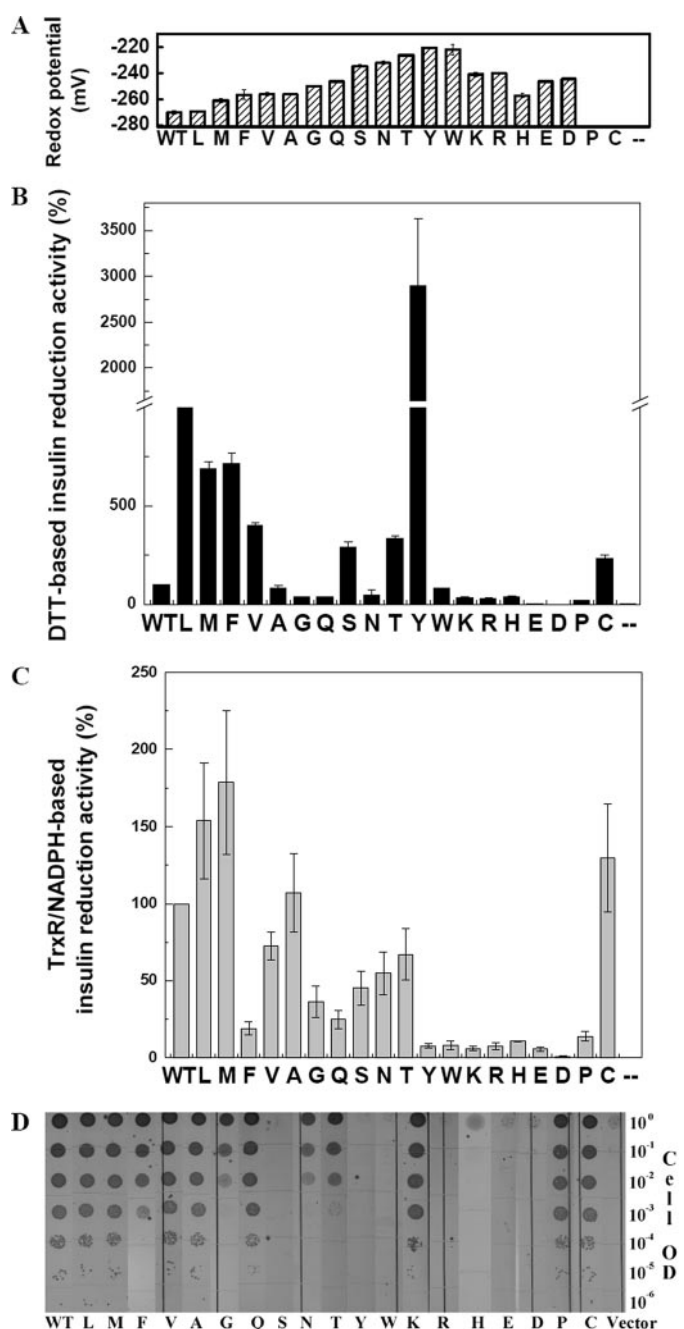 A
Redox potential
(mV)
-220
-240
-260
-280
WT L M F V A G Q S N T Y W K R H E D P C --
B
DTT-based insulin reduction activity (%)
3500
3000
2500
2000
500
0
WT L M F V A G Q S N T Y W K R H E D P C --
C
TrxR/NADPH-based
insulin reduction activity (%)
250
200
150
100
50
0
WT L M F V A G Q S N T Y W K R H E D P C --
D
10⁰
10⁻¹
10⁻²
10⁻³
10⁻⁴
10⁻⁵
10⁻⁶
Cell OD
WT L M F V A G Q S N T Y W K R H E D P C Vector